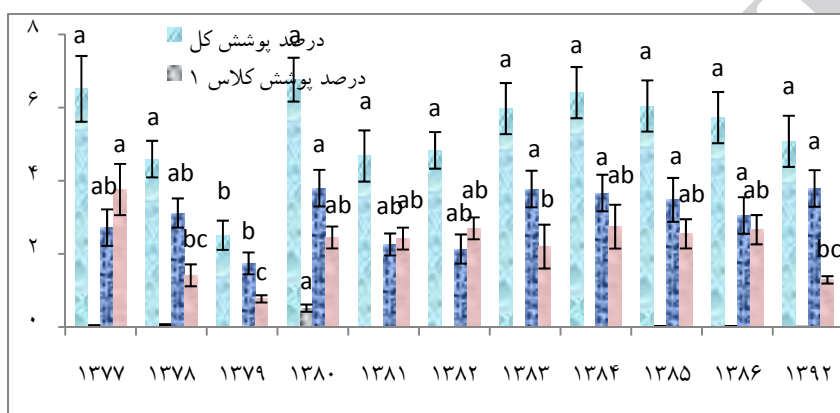 ۸
۶
۴
۲
۰
درصد پوشش کل
درصد پوشش کلاس ۱
a ab a
a ab bc
b b c
a a a ab
a ab ab
a ab ab
a a b
a a ab
a a ab
a a ab
a a bc
۱۳۷۷ ۱۳۷۸ ۱۳۷۹ ۱۳۸۰ ۱۳۸۱ ۱۳۸۲ ۱۳۸۳ ۱۳۸۴ ۱۳۸۵ ۱۳۸۶ ۱۳۹۲